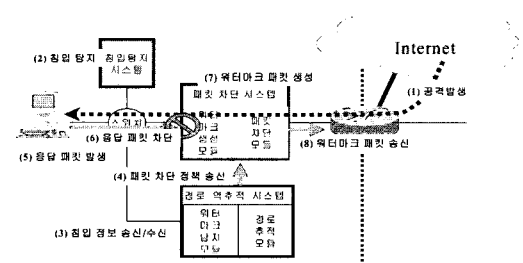 Internet
(2) 침입 탐지
침입탐지
시스템
(7) 워터마크 패킷 생성
(1) 공격발생
패킷 차단 시스템
스위치
워터
마크
생성
모듈
패킷
차단
모듈
(6) 응답 패킷 차단
(8) 워터마크 패킷 송신
(5) 응답 패킷 발생
(4) 패킷 차단 정책 송신
경로 역추적 시스템
(3) 침입 정보 송신/수신
워터
마크
모듈
경로
추적
모듈